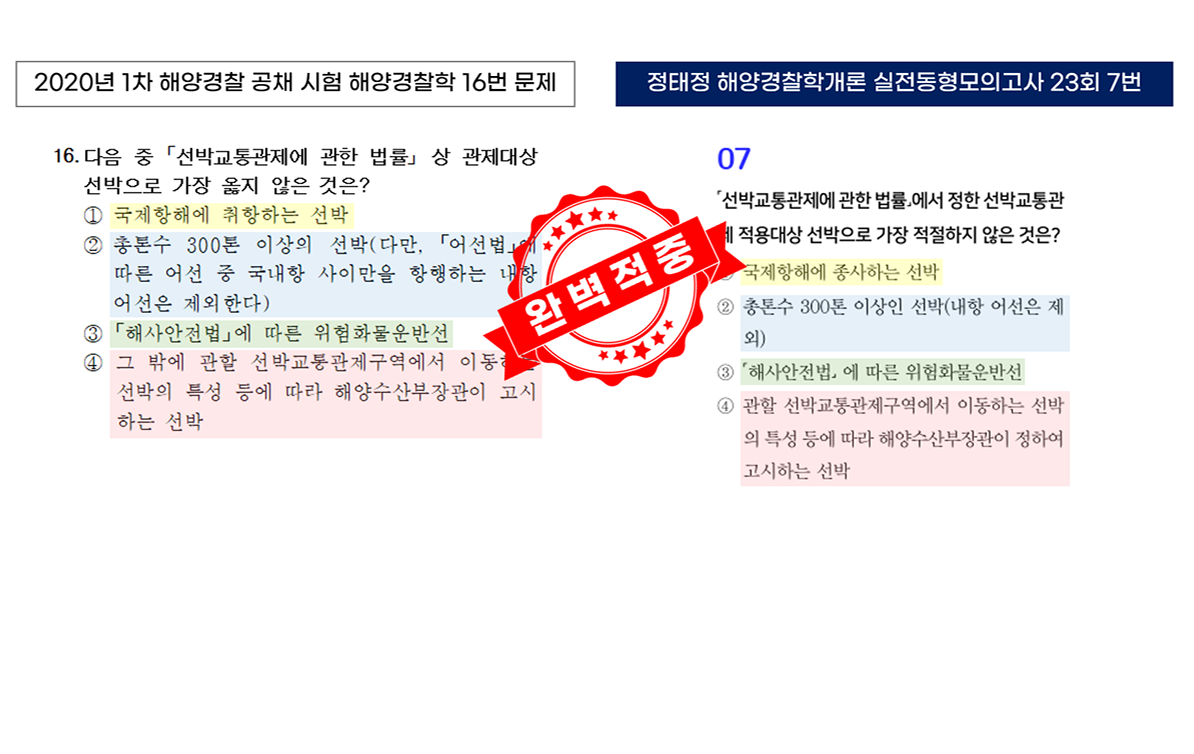 2020년 1차 해양경찰 공채 시험 해양경찰학 16번 문제
16. 다음 중 「선박교통관제에 관한 법률」 상 관제대상
선박으로 가장 옳지 않은 것은?
① 국제항해에 취항하는 선박
② 총톤수 300톤 이상의 선박(다만, 「어선법」에
따른 어선 중 국내항 사이만을 항행하는 내항
어선은 제외한다)
③ 「해사안전법」에 따른 위험화물운반선
④ 그 밖에 관할 선박교통관제구역에서 이동하는
선박의 특성 등에 따라 해양수산부장관이 고시
하는 선박
완벽적중
정태정 해양경찰학개론 실전동형모의고사 23회 7번
07
「선박교통관제에 관한 법률」에서 정한 선박교통관
제 적용대상 선박으로 가장 적절하지 않은 것은?
국제항해에 종사하는 선박
② 총톤수 300톤 이상인 선박(내항 어선은 제
외)
③ 「해사안전법」 에 따른 위험화물운반선
④ 관할 선박교통관제구역에서 이동하는 선박
의 특성 등에 따라 해양수산부장관이 정하여
고시하는 선박